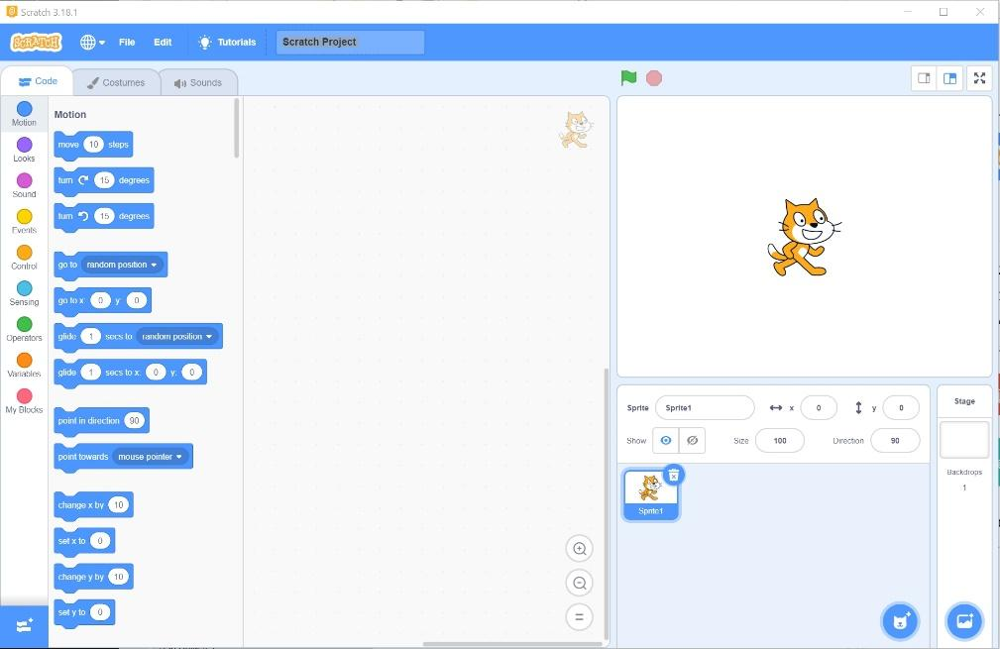 Scratch 3.18.1
SCRATCH
File
Edit
Tutorials
Scratch Project
Code
Costumes
Sounds
Motion
Looks
Sound
Events
Control
Sensing
Operators
Variables
My Blocks
Motion
move 10 steps
turn 15 degrees
turn 15 degrees
go to random position
go to x: 0 y: 0
glide 1 secs to random position
glide 1 secs to x: 0 y: 0
point in direction 90
point towards mouse pointer
change x by 10
set x to 0
change y by 10
set y to 0
Sprite Sprite1 x 0 y 0
Show Size 100 Direction 90
Sprite1
Stage
Backdrops
1